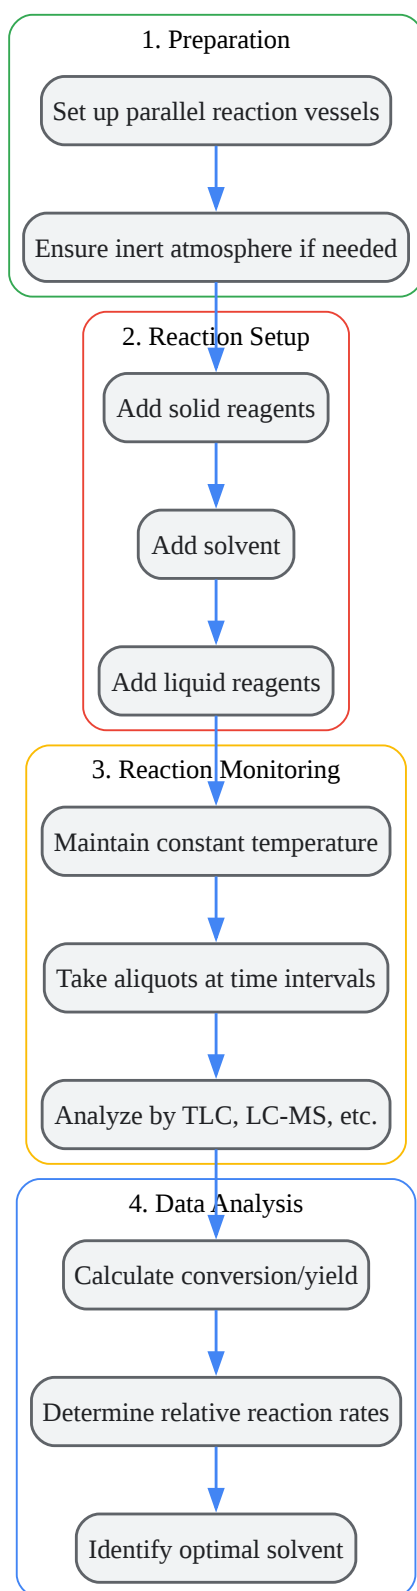 1. Preparation
Set up parallel reaction vessels
Ensure inert atmosphere if needed
2. Reaction Setup
Add solid reagents
Add solvent
Add liquid reagents
3. Reaction Monitoring
Maintain constant temperature
Take aliquots at time intervals
Analyze by TLC, LC-MS, etc.
4. Data Analysis
Calculate conversion/yield
Determine relative reaction rates
Identify optimal solvent